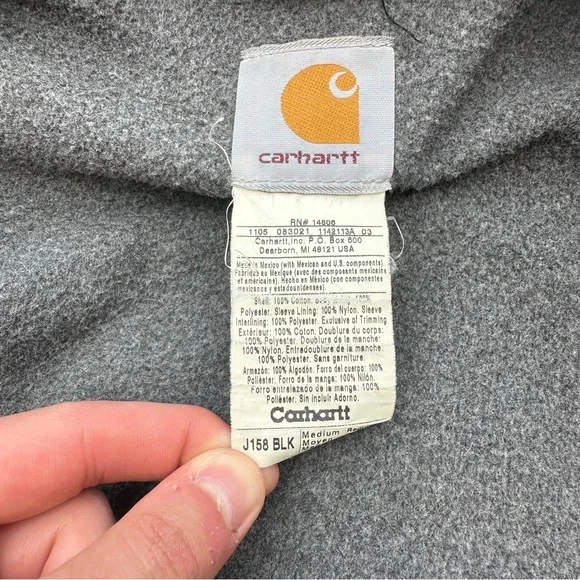 carhartt
RN# 14806
1105 083021 1142113A 03
Carhartt, Inc. P.O. Box 600
Dearborn, MI 48121 USA
Made in Mexico (with Mexican and U.S. components)
Fabriqué au Mexique (avec des composants mexicains
et américains). Hecho en México (con componentes
mexicanos y estadounidenses).
Shell: 100% Cotton. Body Lining: 100%
Polyester. Sleeve Lining: 100% Nylon. Sleeve
Interlining: 100% Polyester. Exclusive of Trimming
Extérieur: 100% Coton. Doublure du corps:
100% Polyester. Doublure de la manche:
100% Nylon. Entredoublure de la manche:
100% Polyester. Sans garniture.
Armazón: 100% Algodón. Forro del cuerpo: 100%
Poliéster. Forro de la manga: 100% Nilón.
Forro entrelazado de la manga: 100%
Poliéster. Sin Incluir Adorno.
Carhartt
J158 BLK
Medium